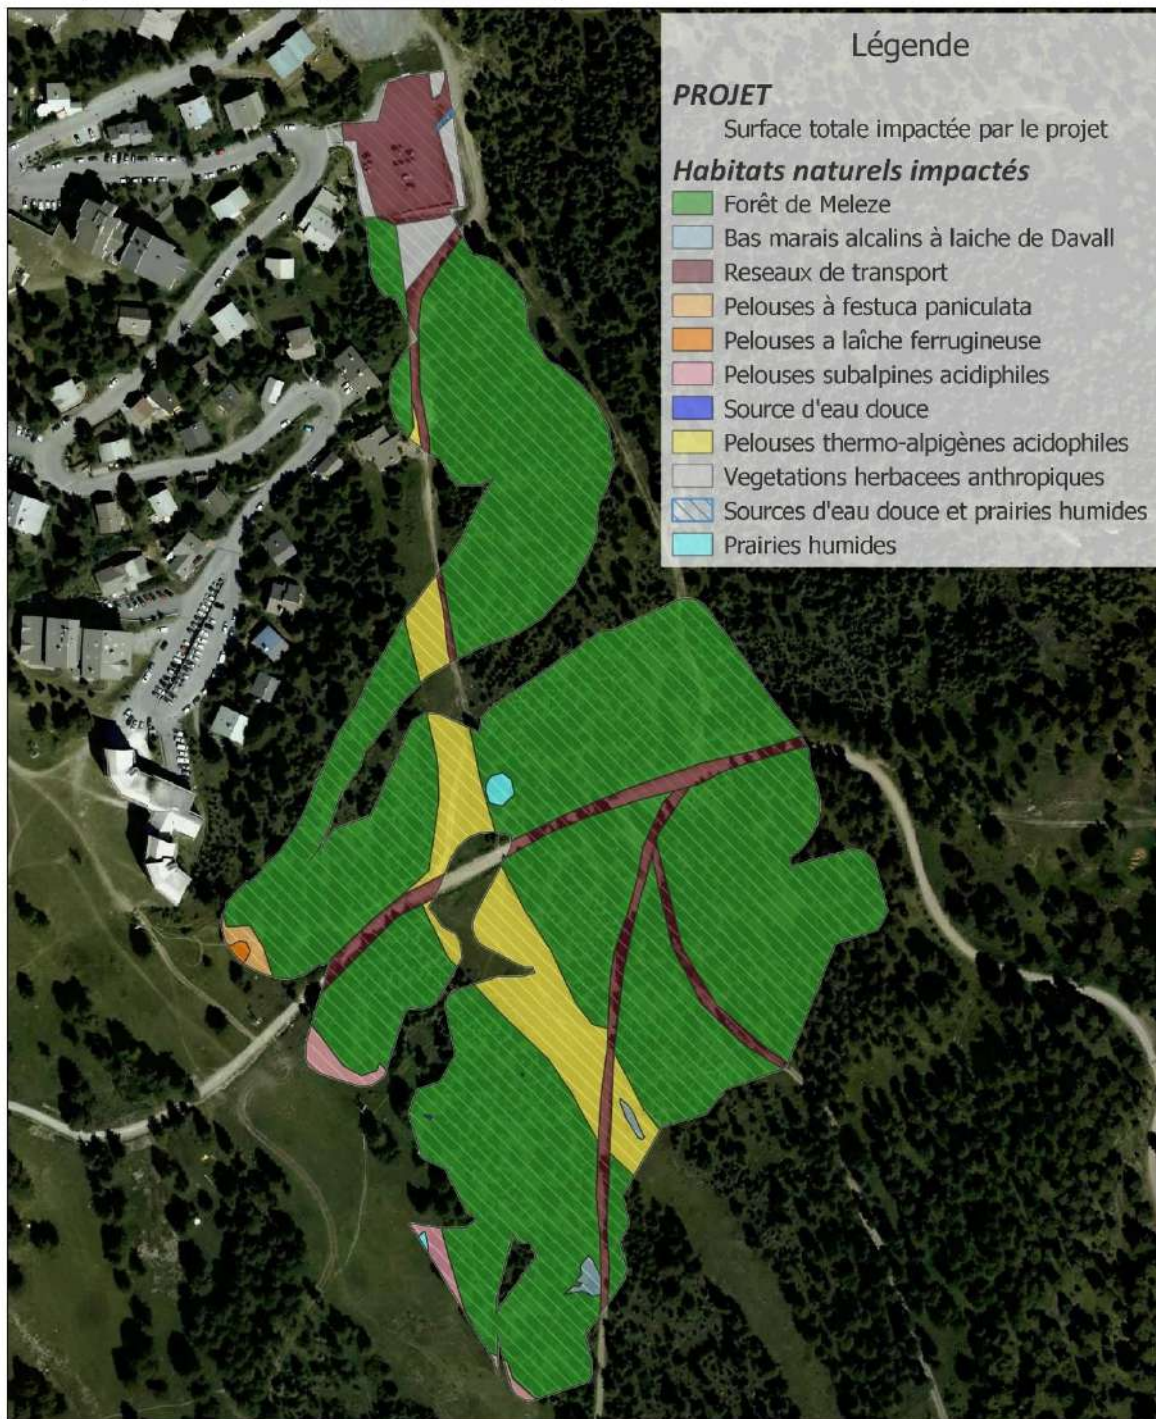 Légende
PROJET
Surface totale impactée par le projet
Habitats naturels impactés
Forêt de Meleze
Bas marais alcalins à laiche de Davall
Reseaux de transport
Pelouses à festuca paniculata
Pelouses a laîche ferrugineuse
Pelouses subalpines acidiphiles
Source d'eau douce
Pelouses thermo-alpigènes acidophiles
Vegetations herbacees anthropiques
Sources d'eau douce et prairies humides
Prairies humides